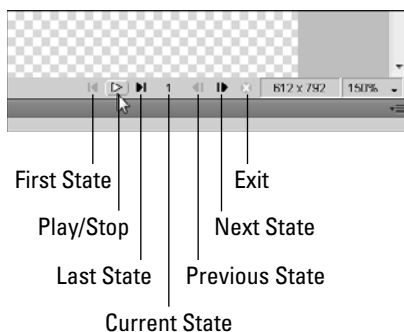 1 612 x 792 150%
First State
Exit
Play/Stop
Next State
Last State
Previous State
Current State